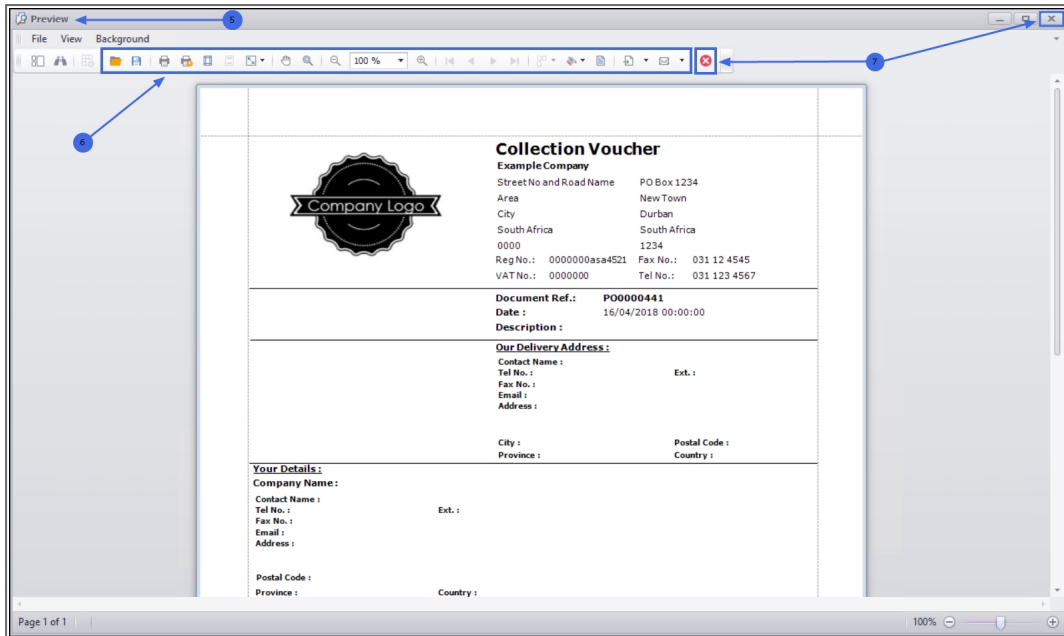 Preview
5
File View Background
100 %
7
6
Company Logo
Collection Voucher
Example Company
Street No and Road Name PO Box 1234
Area New Town
City Durban
South Africa South Africa
0000 1234
Reg No.: 0000000asa4521 Fax No.: 031 12 4545
VAT No.: 0000000 Tel No.: 031 123 4567
Document Ref.: PO0000441
Date : 16/04/2018 00:00:00
Description :
Our Delivery Address :
Contact Name :
Tel No. : Ext. :
Fax No. :
Email :
Address :
City : Postal Code :
Province : Country :
Your Details :
Company Name :
Contact Name :
Tel No. : Ext. :
Fax No. :
Email :
Address :
Postal Code :
Province : Country :
Page 1 of 1 100%